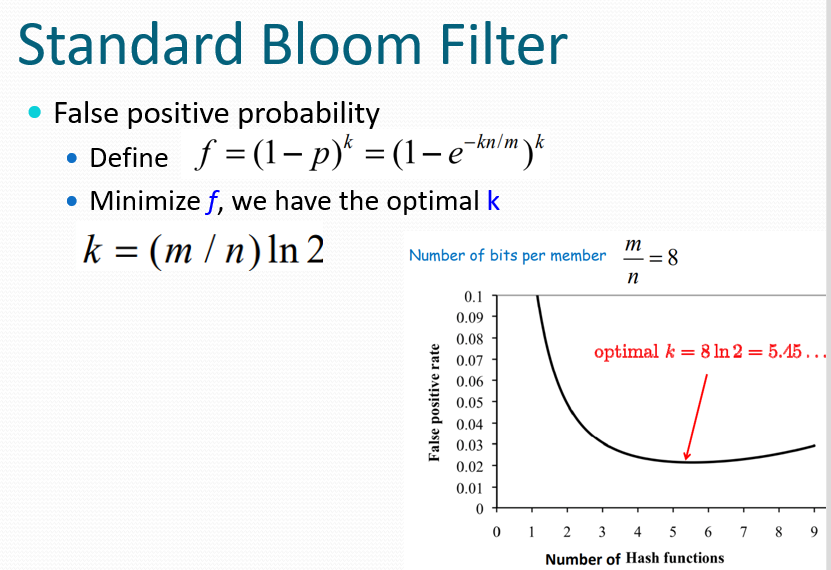 Standard Bloom Filter
False positive probability
Define f = (1 − p)^k = (1 − e^{−kn/m})^k
Minimize f, we have the optimal k
k = (m / n) ln 2
Number of bits per member m/n = 8
0.1
0.09
0.08
0.07
0.06
0.05
0.04
0.03
0.02
0.01
0
False positive rate
optimal k = 8 ln 2 = 5.45...
0 1 2 3 4 5 6 7 8 9
Number of Hash functions